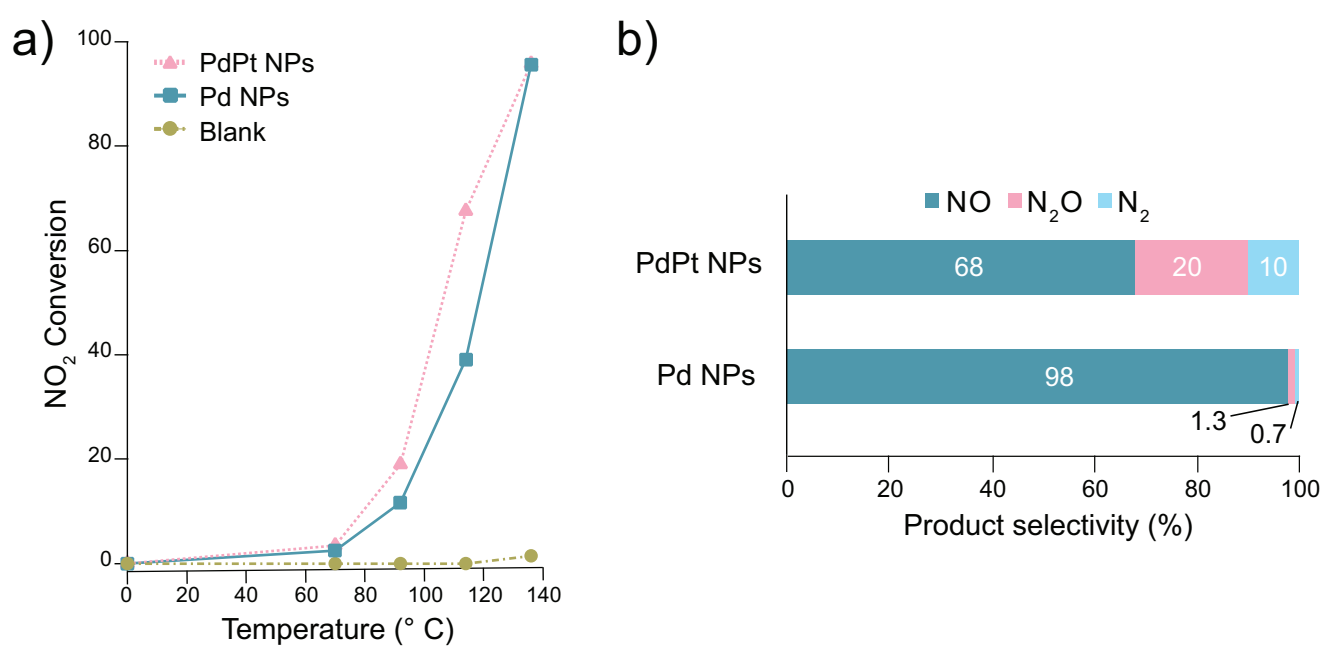 a)
PdPt NPs
Pd NPs
Blank
100
80
60
40
20
0
NO₂ Conversion
0 20 40 60 80 100 120 140
Temperature (° C)
b)
NO N₂O N₂
PdPt NPs 68 20 10
Pd NPs 98
1.3 0.7
0 20 40 60 80 100
Product selectivity (%)